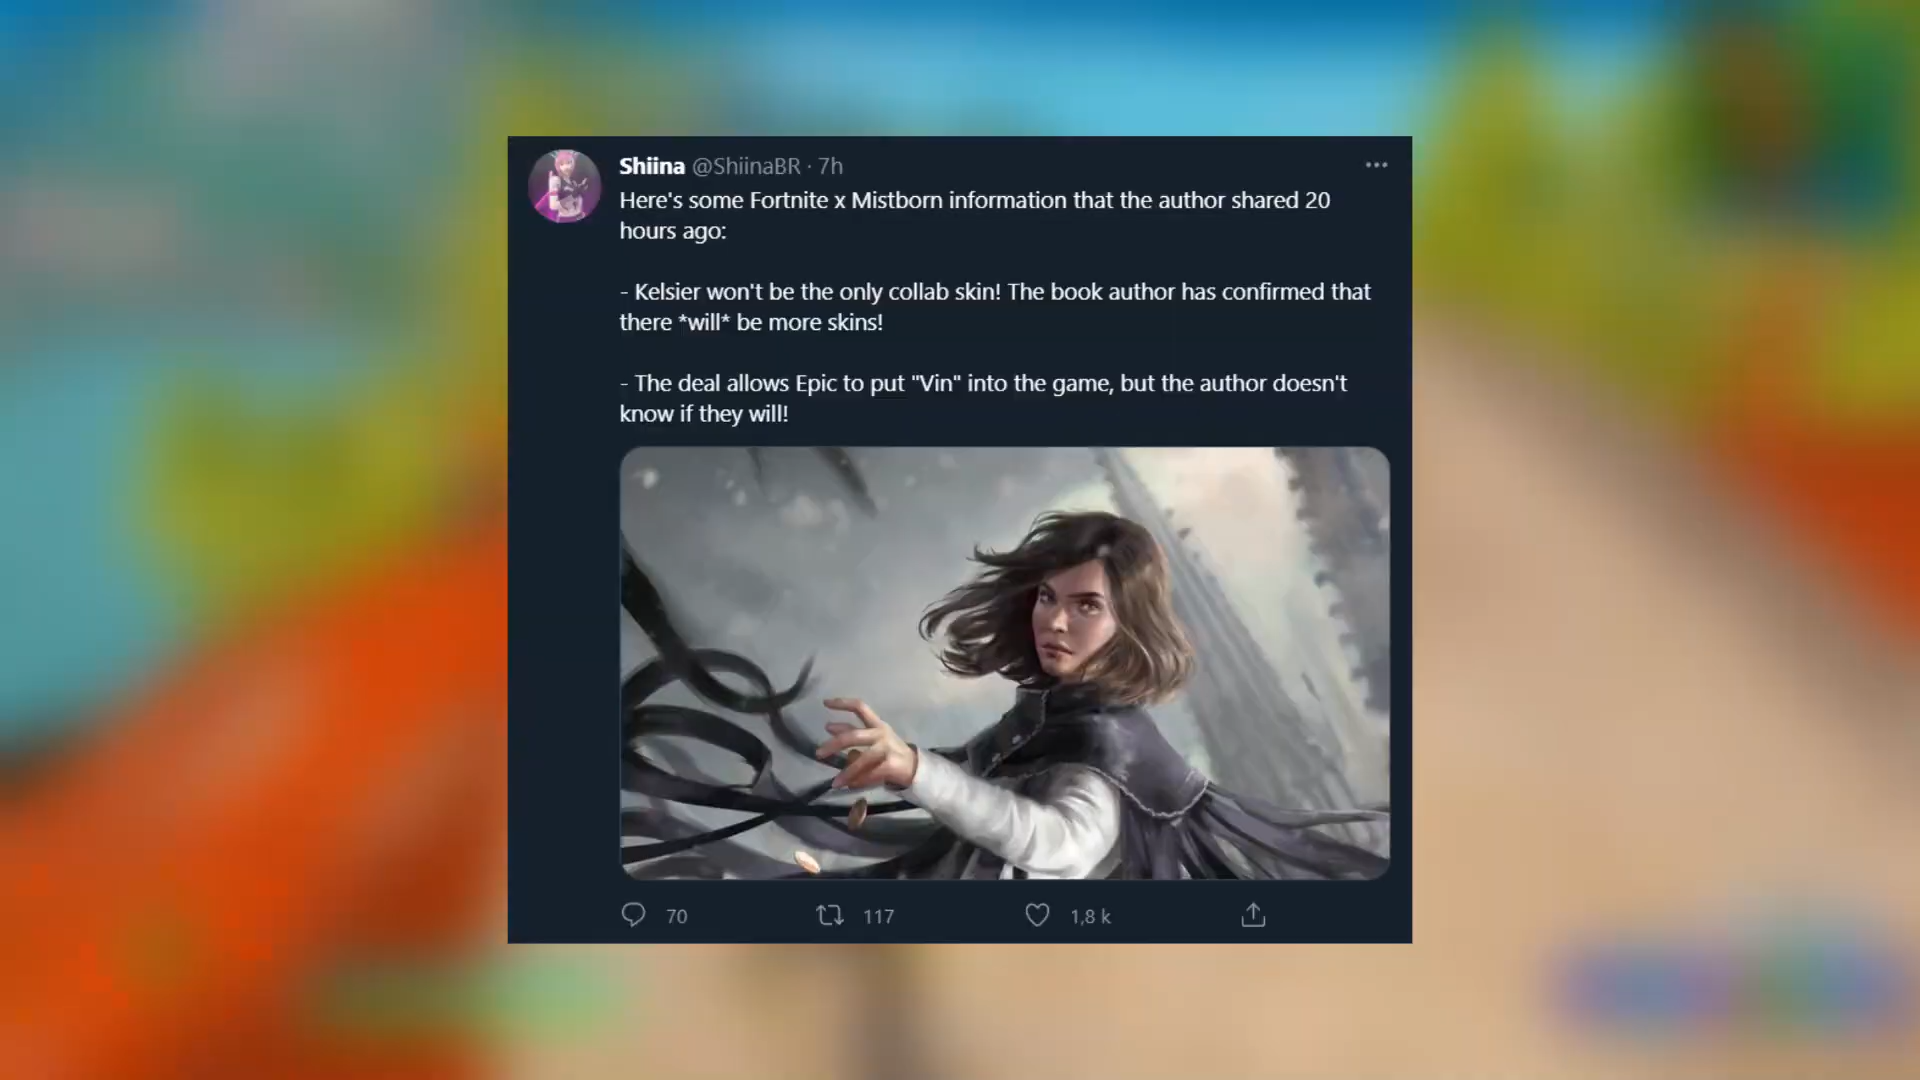 Shiina @ShiinaBR · 7h
Here's some Fortnite x Mistborn information that the author shared 20
hours ago:
- Kelsier won't be the only collab skin! The book author has confirmed that
there *will* be more skins!
- The deal allows Epic to put "Vin" into the game, but the author doesn't
know if they will!
70 117 1,8 k